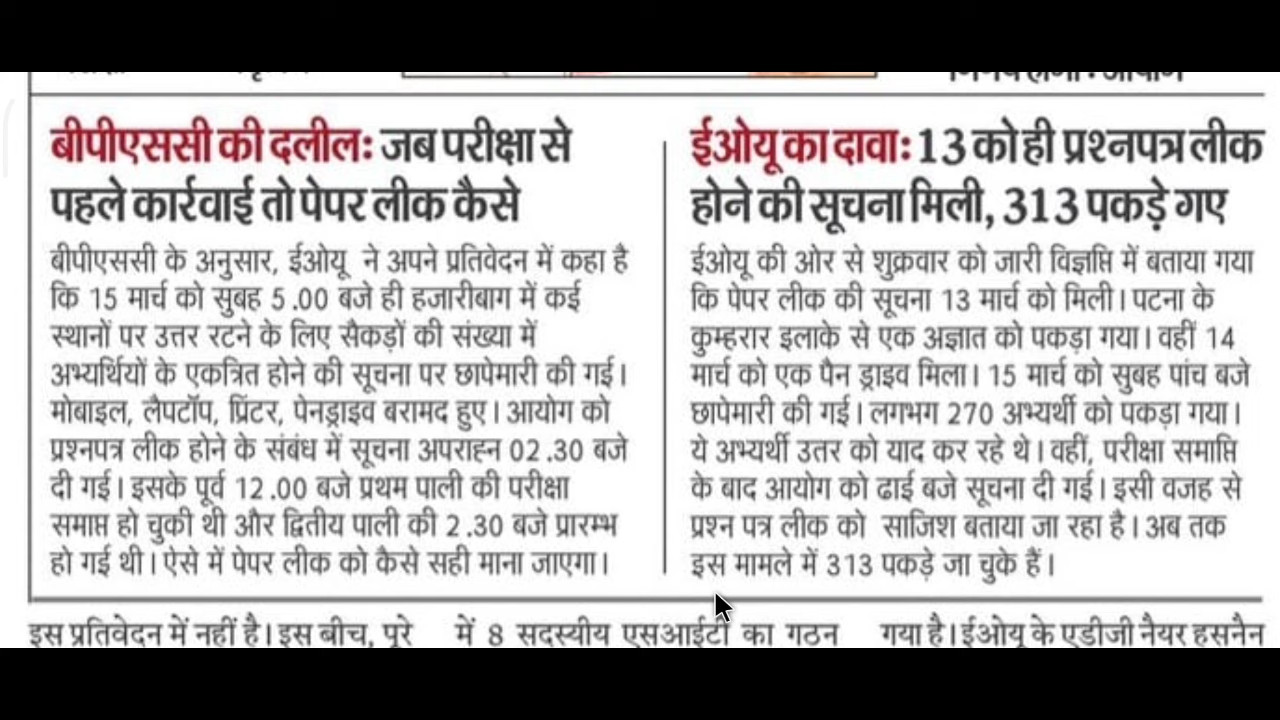 बीपीएससी की दलील: जब परीक्षा से
पहले कार्रवाई तो पेपर लीक कैसे
बीपीएससी के अनुसार, ईओयू ने अपने प्रतिवेदन में कहा है
कि 15 मार्च को सुबह 5.00 बजे ही हजारीबाग में कई
स्थानों पर उत्तर रटने के लिए सैकड़ों की संख्या में
अभ्यर्थियों के एकत्रित होने की सूचना पर छापेमारी की गई।
मोबाइल, लैपटॉप, प्रिंटर, पेनड्राइव बरामद हुए। आयोग को
प्रश्नपत्र लीक होने के संबंध में सूचना अपराह्न 02.30 बजे
दी गई। इसके पूर्व 12.00 बजे प्रथम पाली की परीक्षा
समाप्त हो चुकी थी और द्वितीय पाली की 2.30 बजे प्रारम्भ
हो गई थी। ऐसे में पेपर लीक को कैसे सही माना जाएगा।
ईओयू का दावा: 13 को ही प्रश्नपत्र लीक
होने की सूचना मिली, 313 पकड़े गए
ईओयू की ओर से शुक्रवार को जारी विज्ञप्ति में बताया गया
कि पेपर लीक की सूचना 13 मार्च को मिली। पटना के
कुम्हरार इलाके से एक अज्ञात को पकड़ा गया। वहीं 14
मार्च को एक पैन ड्राइव मिला। 15 मार्च को सुबह पांच बजे
छापेमारी की गई। लगभग 270 अभ्यर्थी को पकड़ा गया।
ये अभ्यर्थी उतर को याद कर रहे थे। वहीं, परीक्षा समाप्ति
के बाद आयोग को ढाई बजे सूचना दी गई। इसी वजह से
प्रश्न पत्र लीक को साजिश बताया जा रहा है। अब तक
इस मामले में 313 पकड़े जा चुके हैं।
इस प्रतिवेदन में नहीं है। इस बीच, पूरे
में 8 सदस्यीय एसआईटी का गठन
गया है। ईओयू के एडीजी नैयर हसनैन